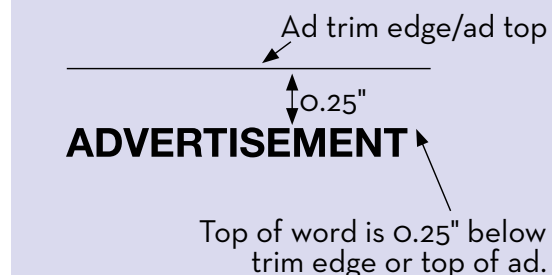 Ad trim edge/ad top
0.25"
ADVERTISEMENT
Top of word is 0.25" below
trim edge or top of ad.